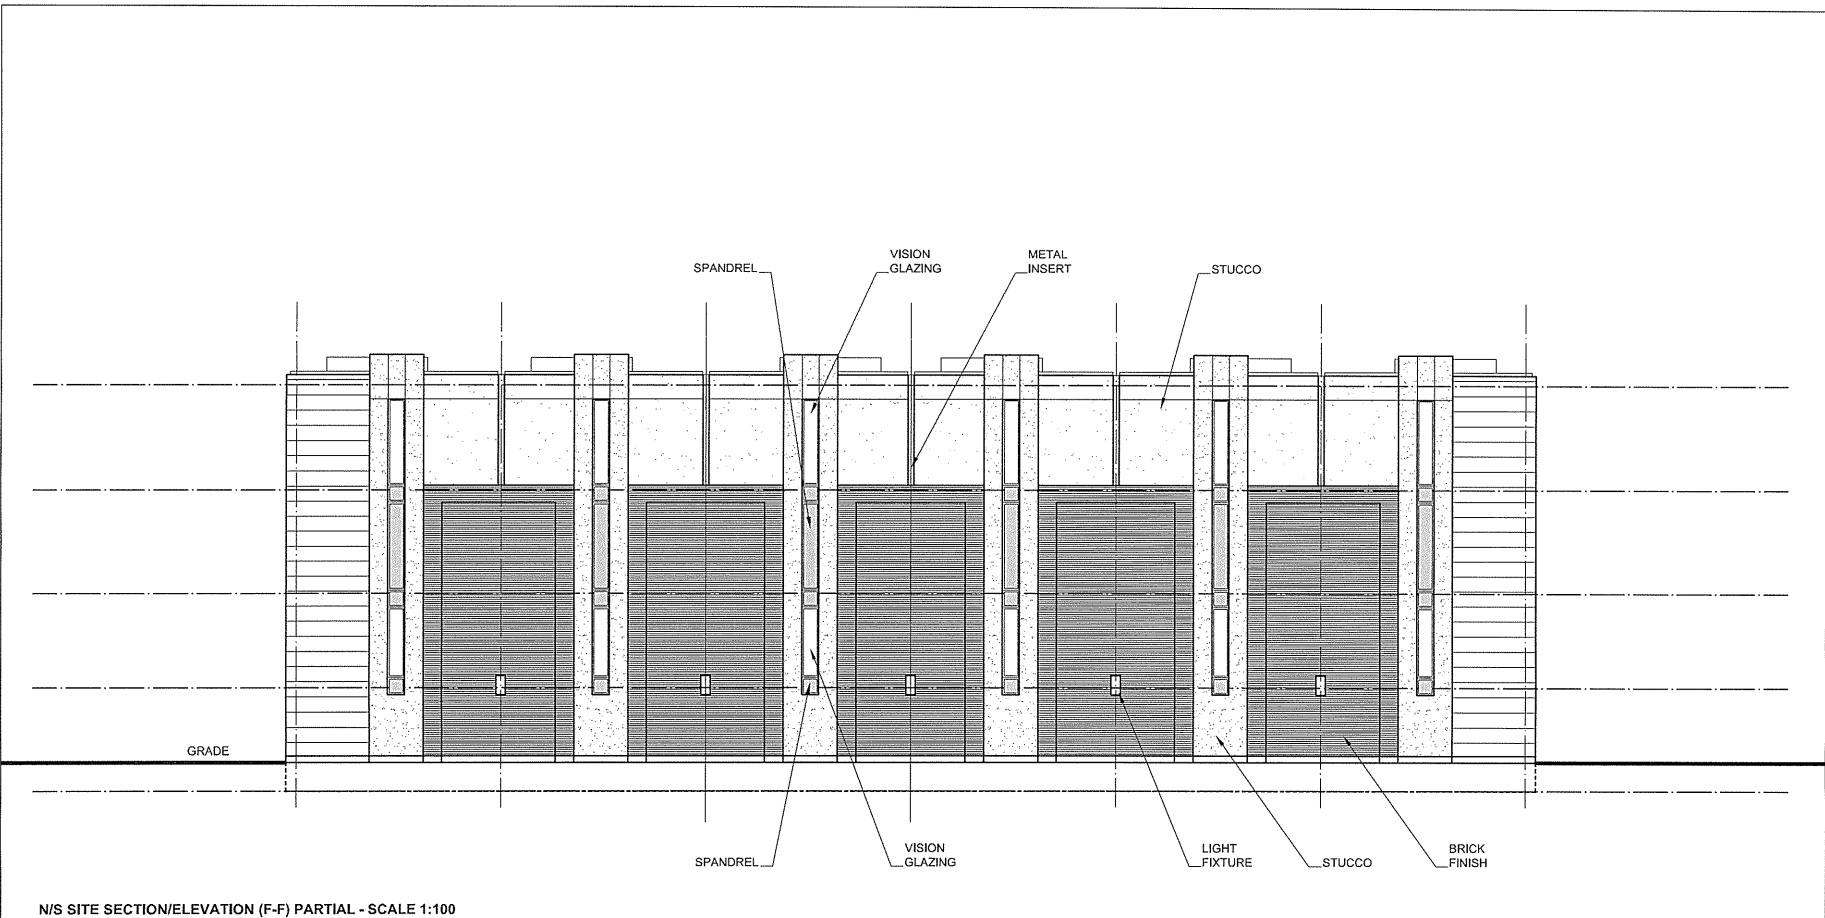 VISION
GLAZING
METAL
INSERT
SPANDREL
STUCCO
GRADE
SPANDREL
VISION
GLAZING
LIGHT
FIXTURE
STUCCO
BRICK
FINISH
N/S SITE SECTION/ELEVATION (F-F) PARTIAL - SCALE 1:100